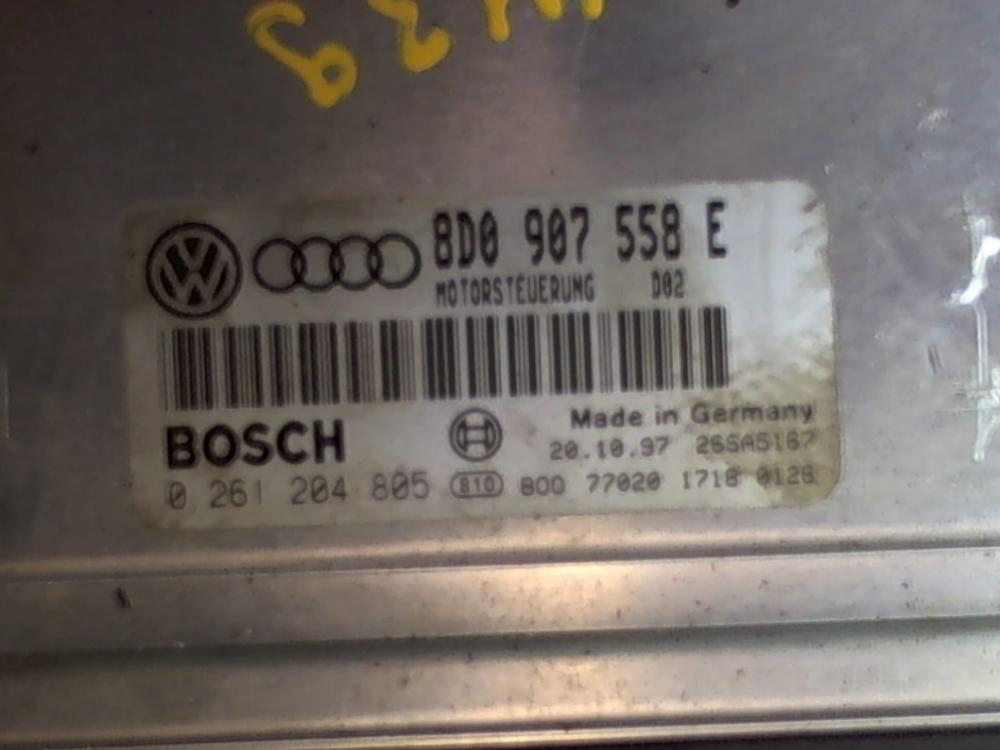 8D0 907 558 E
MOTORSTEUERUNG D02
BOSCH
Made in Germany
20.10.97 26SA5167
0 261 204 805 810 800 77020 1718 0126